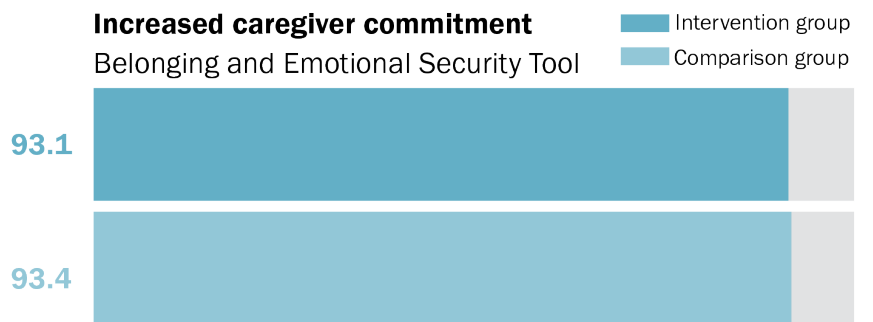 Increased caregiver commitment
Belonging and Emotional Security Tool
Intervention group
Comparison group
93.1
93.4